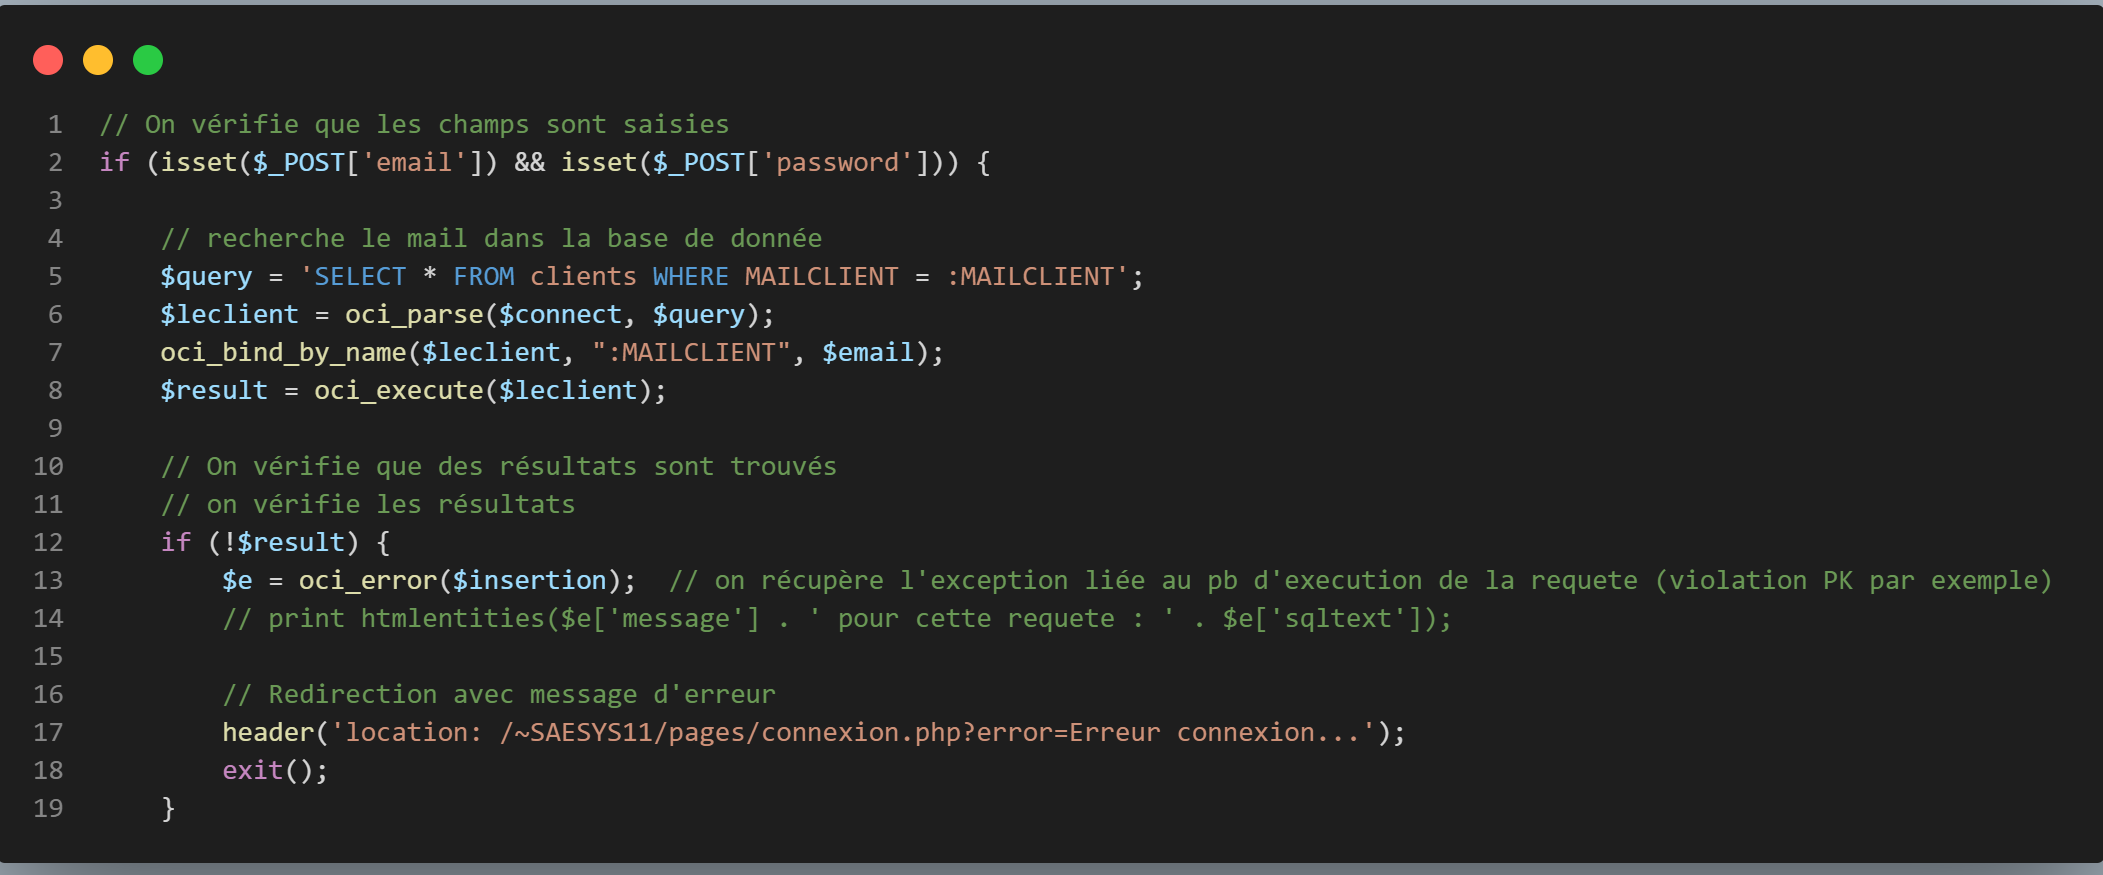 1 // On vérifie que les champs sont saisies
2 if (isset($_POST['email']) && isset($_POST['password'])) {
3
4     // recherche le mail dans la base de donnée
5     $query = 'SELECT * FROM clients WHERE MAILCLIENT = :MAILCLIENT';
6     $leclient = oci_parse($connect, $query);
7     oci_bind_by_name($leclient, ":MAILCLIENT", $email);
8     $result = oci_execute($leclient);
9
10     // On vérifie que des résultats sont trouvés
11     // on vérifie les résultats
12     if (!$result) {
13         $e = oci_error($insertion);  // on récupère l'exception liée au pb d'execution de la requete (violation PK par exemple)
14         // print htmlentities($e['message'] . ' pour cette requete : ' . $e['sqltext']);
15
16         // Redirection avec message d'erreur
17         header('location: /~SAESYS11/pages/connexion.php?error=Erreur connexion...');
18         exit();
19     }